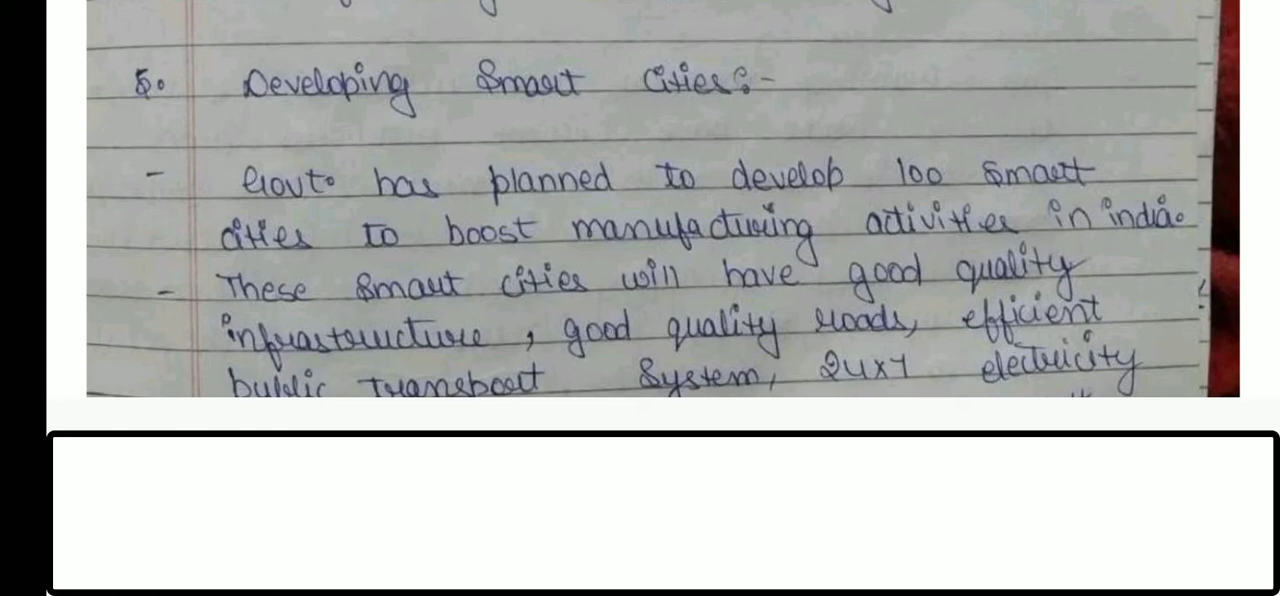 5. Developing Smart Cities:-
- Govt. has planned to develop 100 smart
cities to boost manufacturing activities in india.
- These smart cities will have good quality
infrastructure, good quality roads, efficient
public transport system, 24x7 electricity